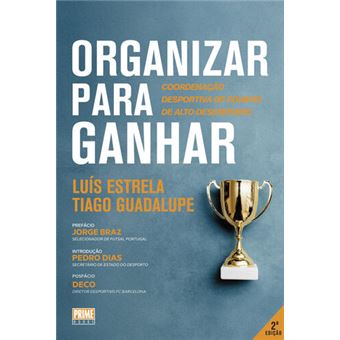 ORGANIZAR
PARA
GANHAR
COORDENAÇÃO
DESPORTIVA DE EQUIPAS
DE ALTO DESEMPENHO
LUÍS ESTRELA
TIAGO GUADALUPE
PREFÁCIO
JORGE BRAZ
SELECIONADOR DE FUTSAL PORTUGAL
INTRODUÇÃO
PEDRO DIAS
SECRETÁRIO DE ESTADO DO DESPORTO
POSFÁCIO
DECO
DIRETOR DESPORTIVO FC BARCELONA
PRIME
BOOKS
2ª
EDIÇÃO